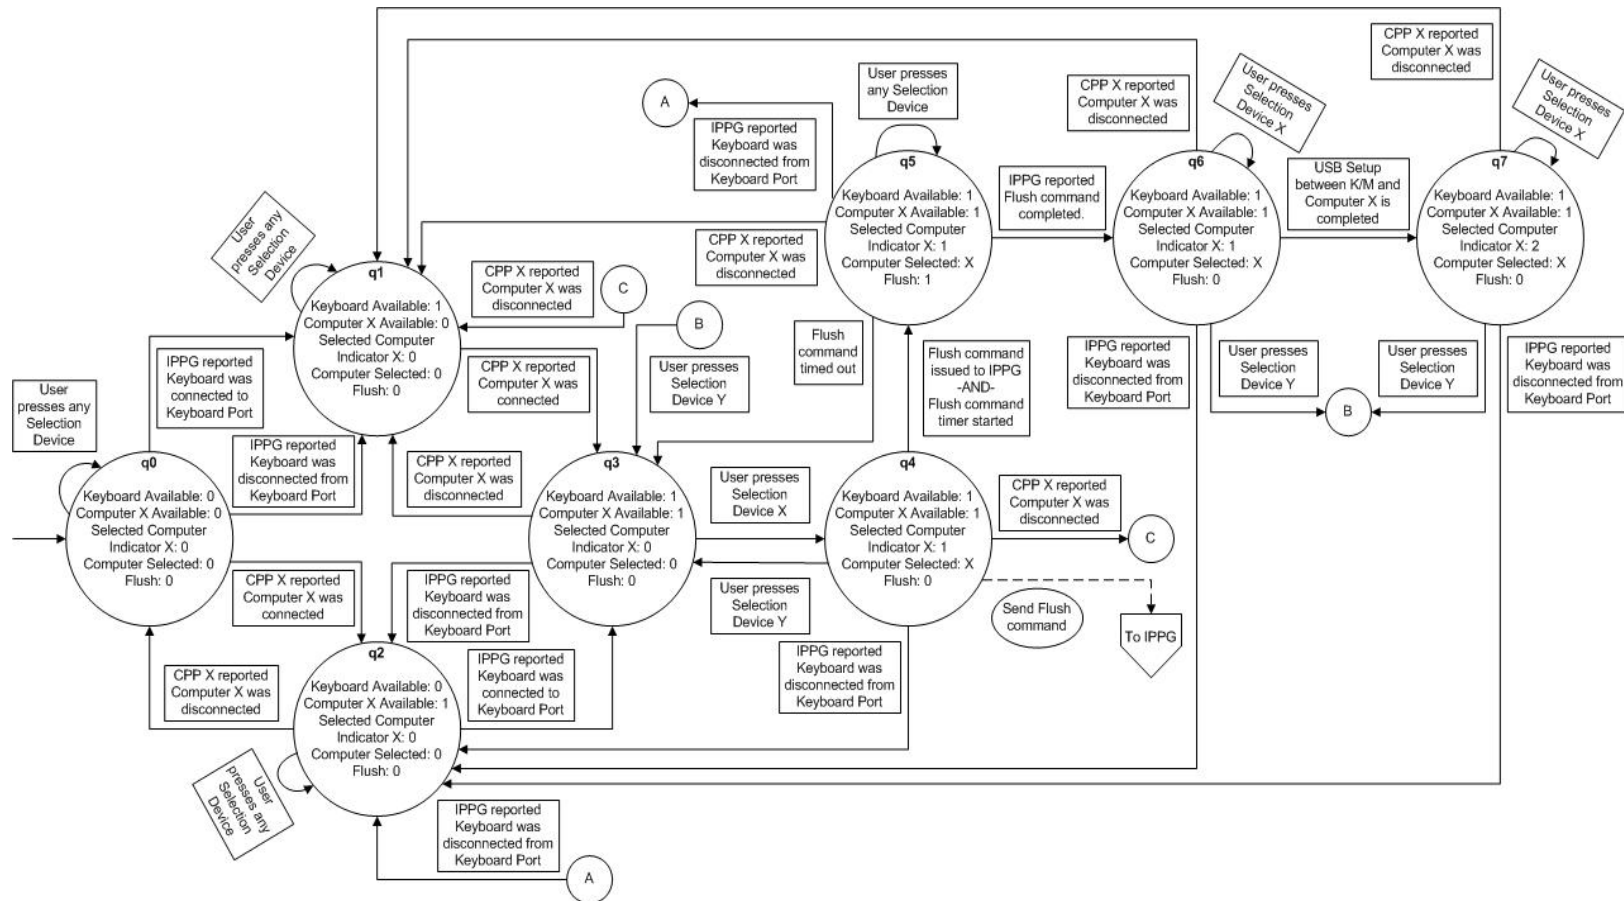 CPP X reported
Computer X was
disconnected
User presses
any Selection
Device
A
IPPG reported
Keyboard was
disconnected from
Keyboard Port
CPP X reported
Computer X was
disconnected
User presses
Selection
Device X
User presses
Selection
Device X
q5
Keyboard Available: 1
Computer X Available: 1
Selected Computer
Indicator X: 1
Computer Selected: X
Flush: 1
IPPG reported
Flush command
completed.
q6
Keyboard Available: 1
Computer X Available: 1
Selected Computer
Indicator X: 1
Computer Selected: X
Flush: 0
USB Setup
between K/M and
Computer X is
completed
q7
Keyboard Available: 1
Computer X Available: 1
Selected Computer
Indicator X: 2
Computer Selected: X
Flush: 0
User
presses any
Selection
Device
CPP X reported
Computer X was
disconnected
C
CPP X reported
Computer X was
disconnected
B
q1
Keyboard Available: 1
Computer X Available: 0
Selected Computer
Indicator X: 0
Computer Selected: 0
Flush: 0
CPP X reported
Computer X was
connected
User presses
Selection
Device Y
Flush
command
timed out
Flush command
issued to IPPG
-AND-
Flush command
timer started
IPPG reported
Keyboard was
disconnected from
Keyboard Port
User presses
Selection
Device Y
User presses
Selection
Device Y
B
IPPG reported
Keyboard was
disconnected from
Keyboard Port
User
presses any
Selection
Device
IPPG reported
Keyboard was
connected to
Keyboard Port
IPPG reported
Keyboard was
disconnected from
Keyboard Port
CPP X reported
Computer X was
disconnected
q0
Keyboard Available: 0
Computer X Available: 0
Selected Computer
Indicator X: 0
Computer Selected: 0
Flush: 0
q3
Keyboard Available: 1
Computer X Available: 1
Selected Computer
Indicator X: 0
Computer Selected: 0
Flush: 0
User presses
Selection
Device X
q4
Keyboard Available: 1
Computer X Available: 1
Selected Computer
Indicator X: 1
Computer Selected: X
Flush: 0
CPP X reported
Computer X was
disconnected
C
CPP X reported
Computer X was
connected
IPPG reported
Keyboard was
disconnected from
Keyboard Port
User presses
Selection
Device Y
Send Flush
command
To IPPG
CPP X reported
Computer X was
disconnected
q2
Keyboard Available: 0
Computer X Available: 1
Selected Computer
Indicator X: 0
Computer Selected: 0
Flush: 0
IPPG reported
Keyboard was
connected to
Keyboard Port
IPPG reported
Keyboard was
disconnected from
Keyboard Port
User
presses any
Selection
Device
IPPG reported
Keyboard was
disconnected from
Keyboard Port
A